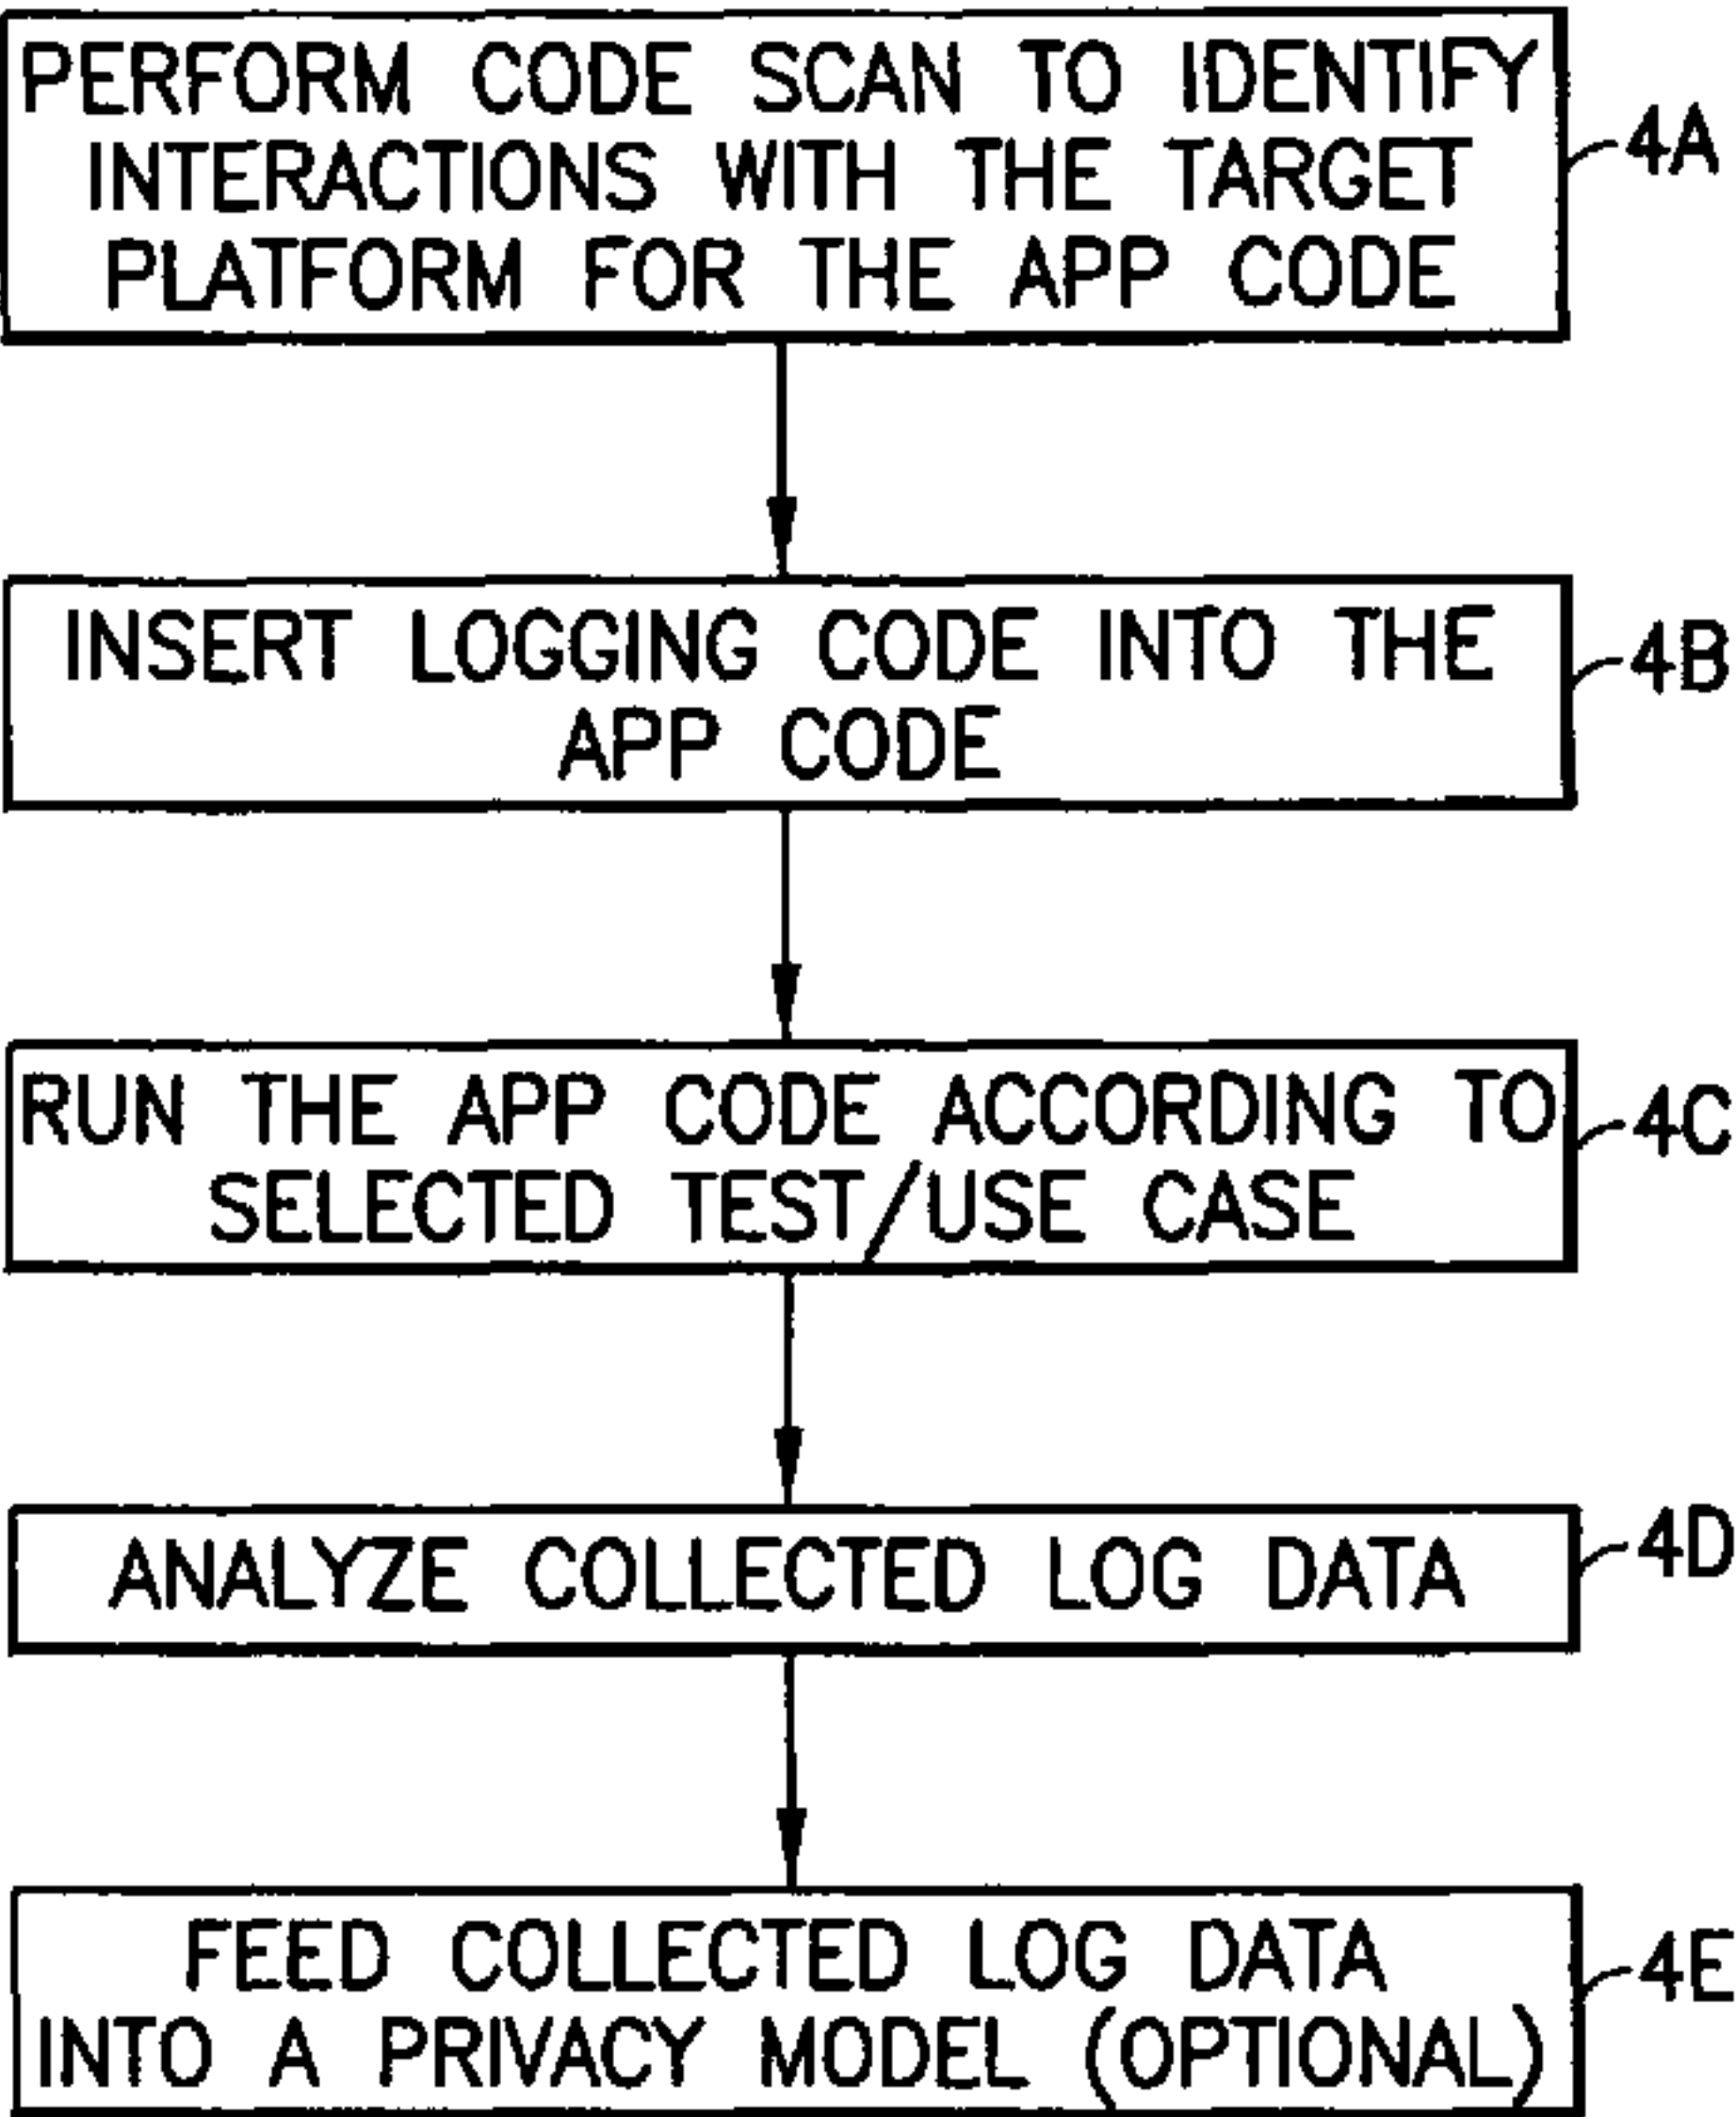 PERFORM CODE SCAN TO IDENTIFY
INTERACTIONS WITH THE TARGET
PLATFORM FOR THE APP CODE
4A
INSERT LOGGING CODE INTO THE
APP CODE
4B
RUN THE APP CODE ACCORDING TO
SELECTED TEST/USE CASE
4C
ANALYZE COLLECTED LOG DATA
4D
FEED COLLECTED LOG DATA
INTO A PRIVACY MODEL (OPTIONAL)
4E